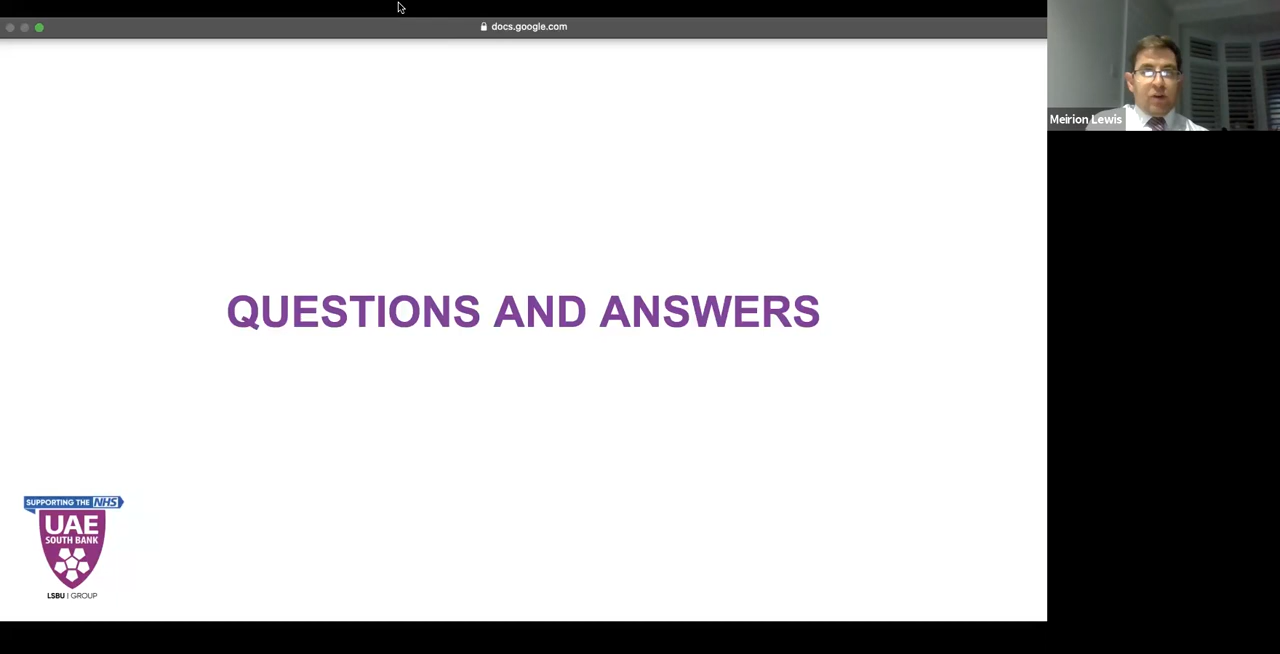 docs.google.com
Meirion Lewis
QUESTIONS AND ANSWERS
SUPPORTING THE NHS
UAE
SOUTH BANK
LSBU | GROUP